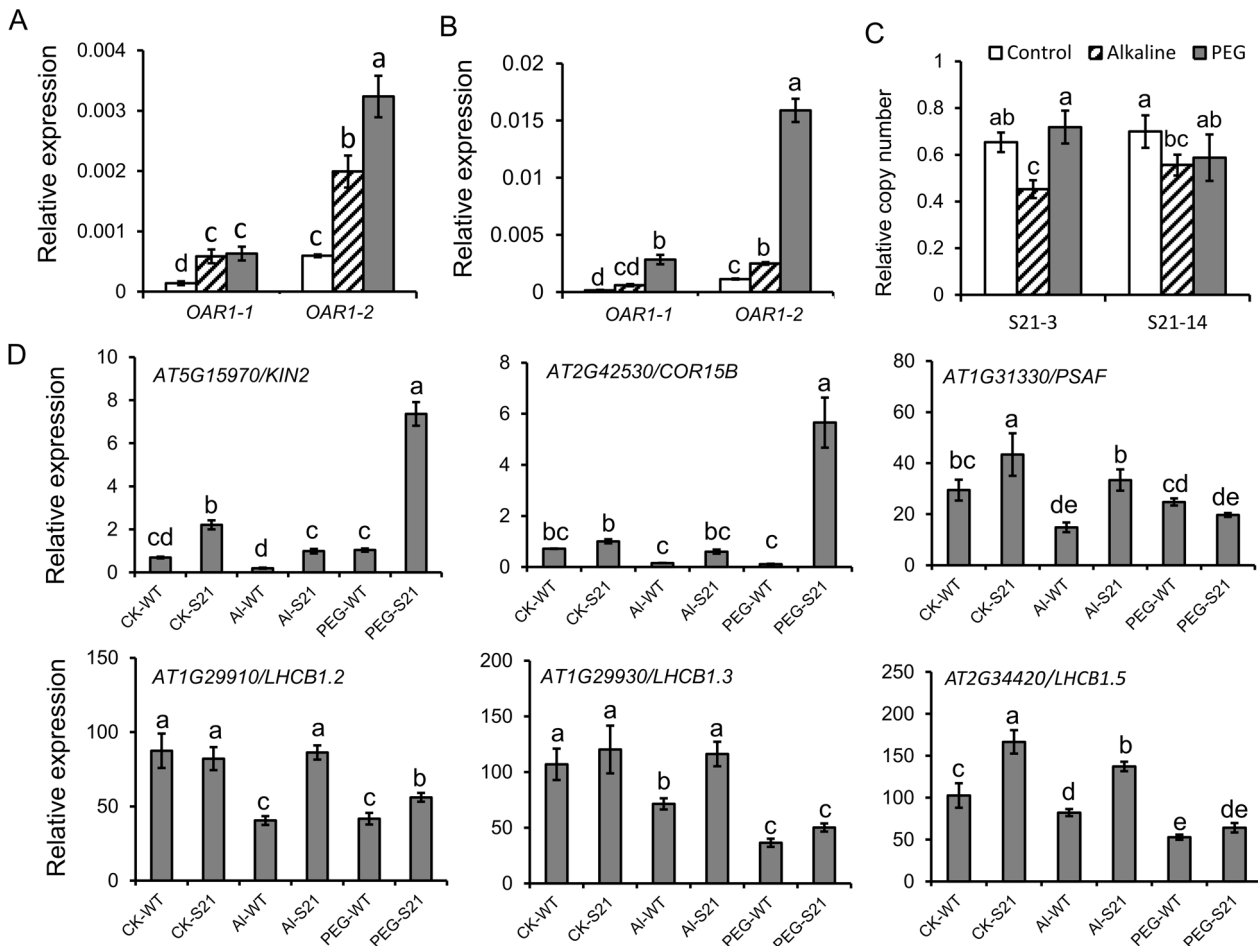 A
Relative expression
0.004
0.003
0.002
0.001
0
d
c
c
c
b
a
OAR1-1
OAR1-2
B
Relative expression
0.02
0.015
0.01
0.005
0
d
cd
b
c
b
a
OAR1-1
OAR1-2
C
Control
Alkaline
PEG
Relative copy number
1
0.8
0.6
0.4
0.2
0
ab
c
a
a
bc
ab
S21-3
S21-14
D
AT5G15970/KIN2
Relative expression
10
8
6
4
2
0
cd
b
d
c
c
a
CK-WT
CK-S21
Al-WT
Al-S21
PEG-WT
PEG-S21
AT2G42530/COR15B
8
6
4
2
0
bc
b
c
bc
c
a
CK-WT
CK-S21
Al-WT
Al-S21
PEG-WT
PEG-S21
AT1G31330/PSAF
80
60
40
20
0
bc
a
de
b
cd
de
CK-WT
CK-S21
Al-WT
Al-S21
PEG-WT
PEG-S21
AT1G29910/LHCB1.2
Relative expression
150
100
50
0
a
a
c
a
c
b
CK-WT
CK-S21
Al-WT
Al-S21
PEG-WT
PEG-S21
AT1G29930/LHCB1.3
200
150
100
50
0
a
a
b
a
c
c
CK-WT
CK-S21
Al-WT
Al-S21
PEG-WT
PEG-S21
AT2G34420/LHCB1.5
250
200
150
100
50
0
c
a
d
b
e
de
CK-WT
CK-S21
Al-WT
Al-S21
PEG-WT
PEG-S21